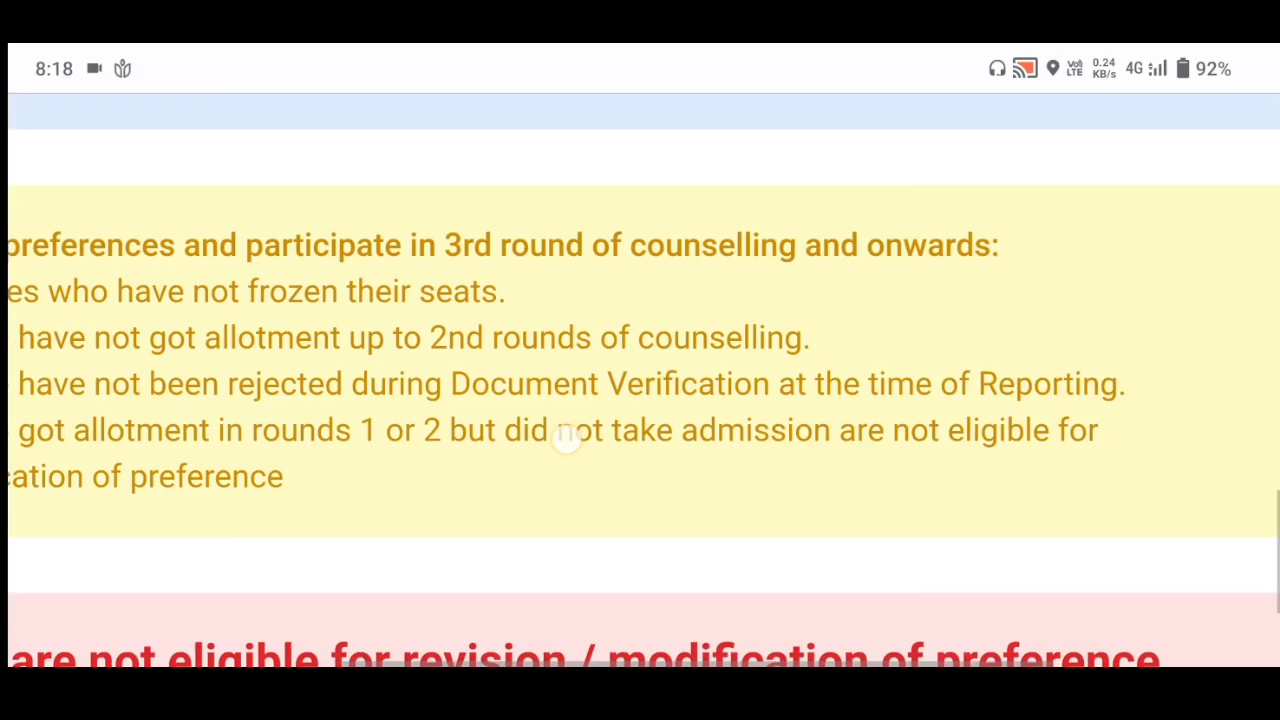 8:18 Vo) LTE 0.24 KB/s 4G 92%
preferences and participate in 3rd round of counselling and onwards:
es who have not frozen their seats.
have not got allotment up to 2nd rounds of counselling.
have not been rejected during Document Verification at the time of Reporting.
got allotment in rounds 1 or 2 but did not take admission are not eligible for
cation of preference
are not eligible for revision / modification of preference